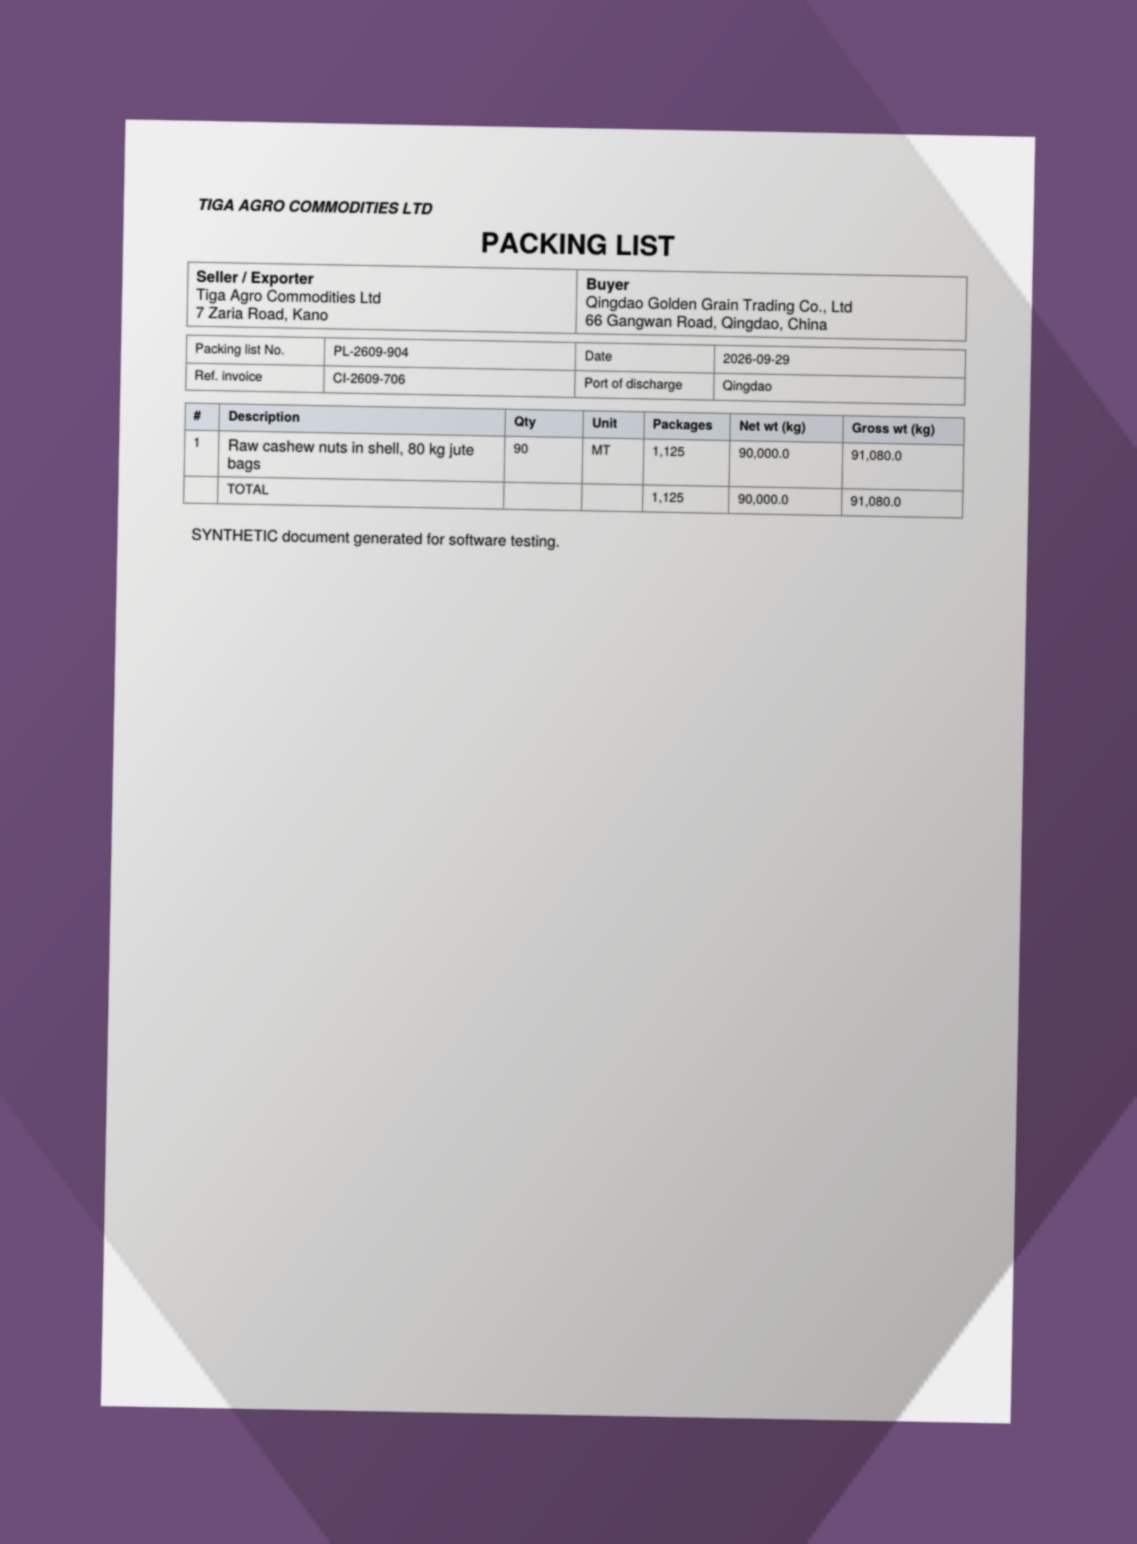 TIGA AGRO COMMODITIES LTD
PACKING LIST
Seller / Exporter
Tiga Agro Commodities Ltd
7 Zaria Road, Kano
Buyer
Qingdao Golden Grain Trading Co., Ltd
66 Gangwan Road, Qingdao, China
Packing list No. PL-2609-904 Date 2026-09-29
Ref. invoice CI-2609-706 Port of discharge Qingdao
# Description Qty Unit Packages Net wt (kg) Gross wt (kg)
1 Raw cashew nuts in shell, 80 kg jute 90 MT 1,125 90,000.0 91,080.0
bags
TOTAL 1,125 90,000.0 91,080.0
SYNTHETIC document generated for software testing.